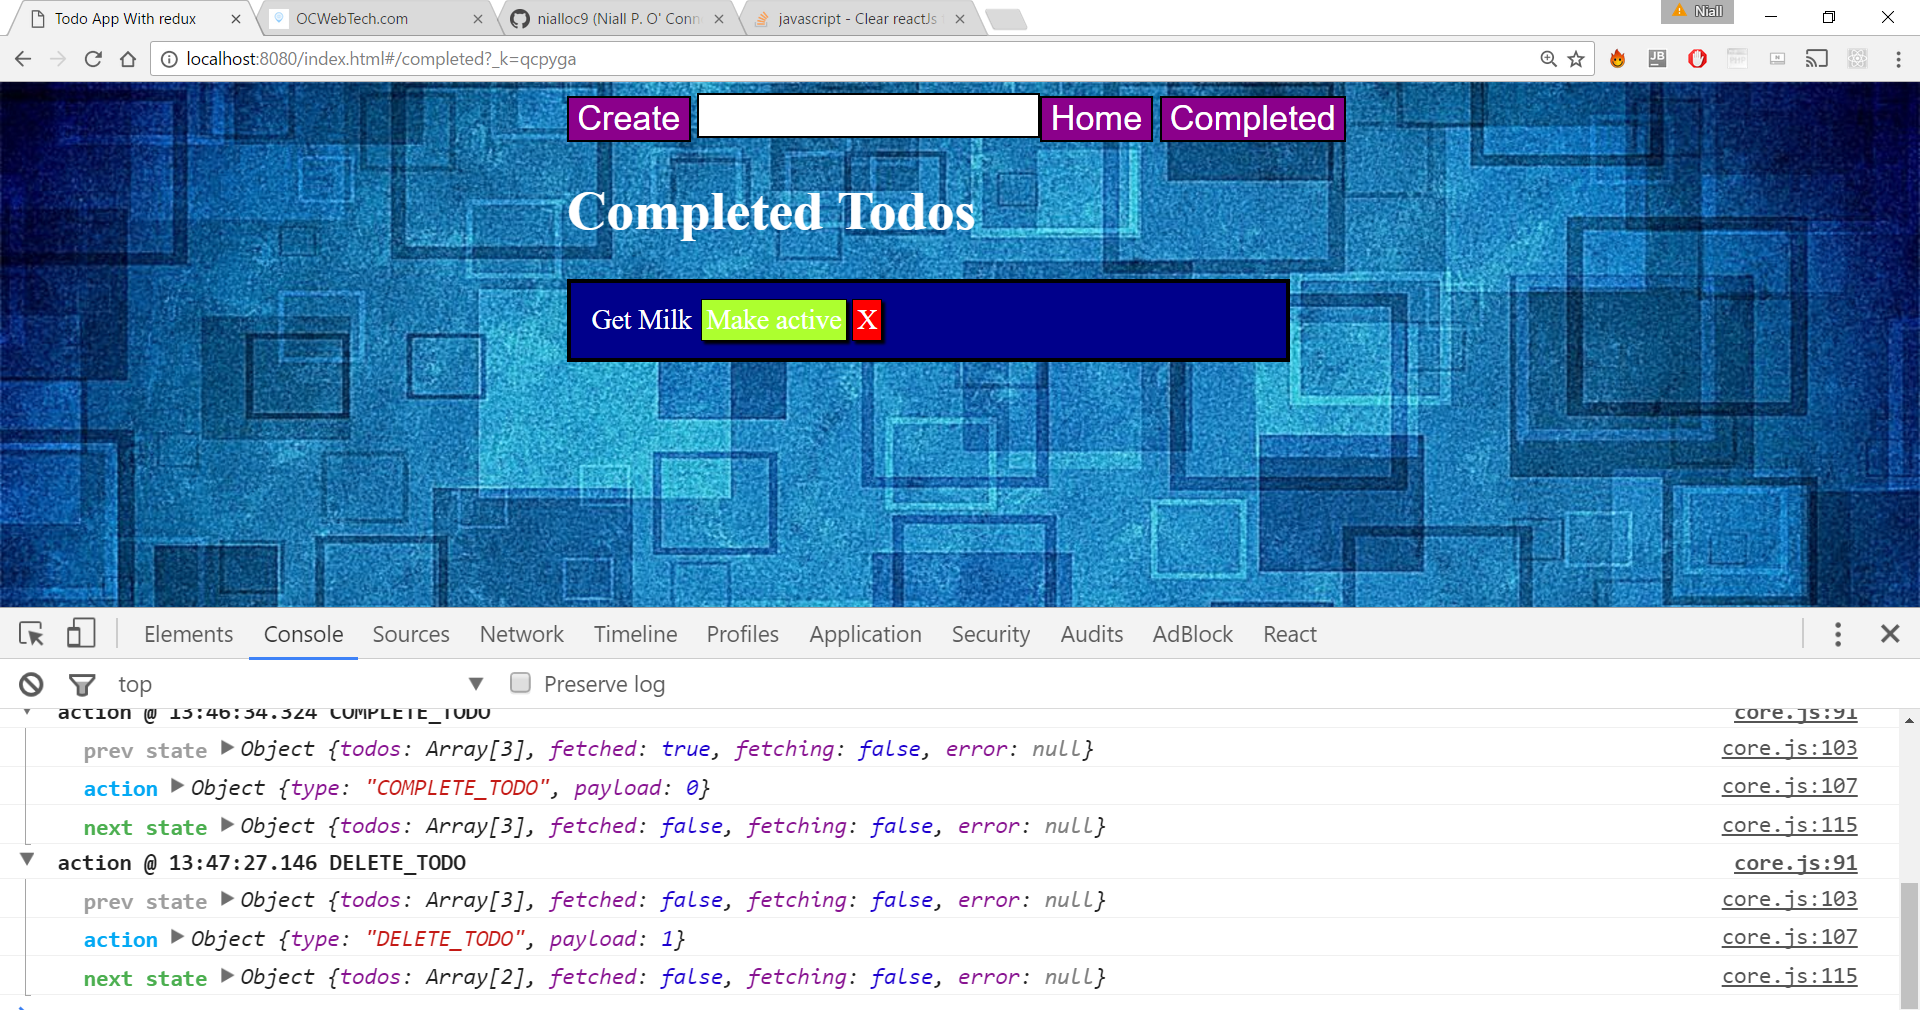 Todo App With redux
OCWebTech.com
nialloc9 (Niall P. O' Conn
javascript - Clear reactJs
Niall
localhost:8080/index.html#/completed?_k=qcpyga
Create Home Completed
Completed Todos
Get Milk Make active X
Elements Console Sources Network Timeline Profiles Application Security Audits AdBlock React
top Preserve log
action @ 13:46:34.324 COMPLETE_TODO core.js:91
prev state Object {todos: Array[3], fetched: true, fetching: false, error: null} core.js:103
action Object {type: "COMPLETE_TODO", payload: 0} core.js:107
next state Object {todos: Array[3], fetched: false, fetching: false, error: null} core.js:115
action @ 13:47:27.146 DELETE_TODO core.js:91
prev state Object {todos: Array[3], fetched: false, fetching: false, error: null} core.js:103
action Object {type: "DELETE_TODO", payload: 1} core.js:107
next state Object {todos: Array[2], fetched: false, fetching: false, error: null} core.js:115